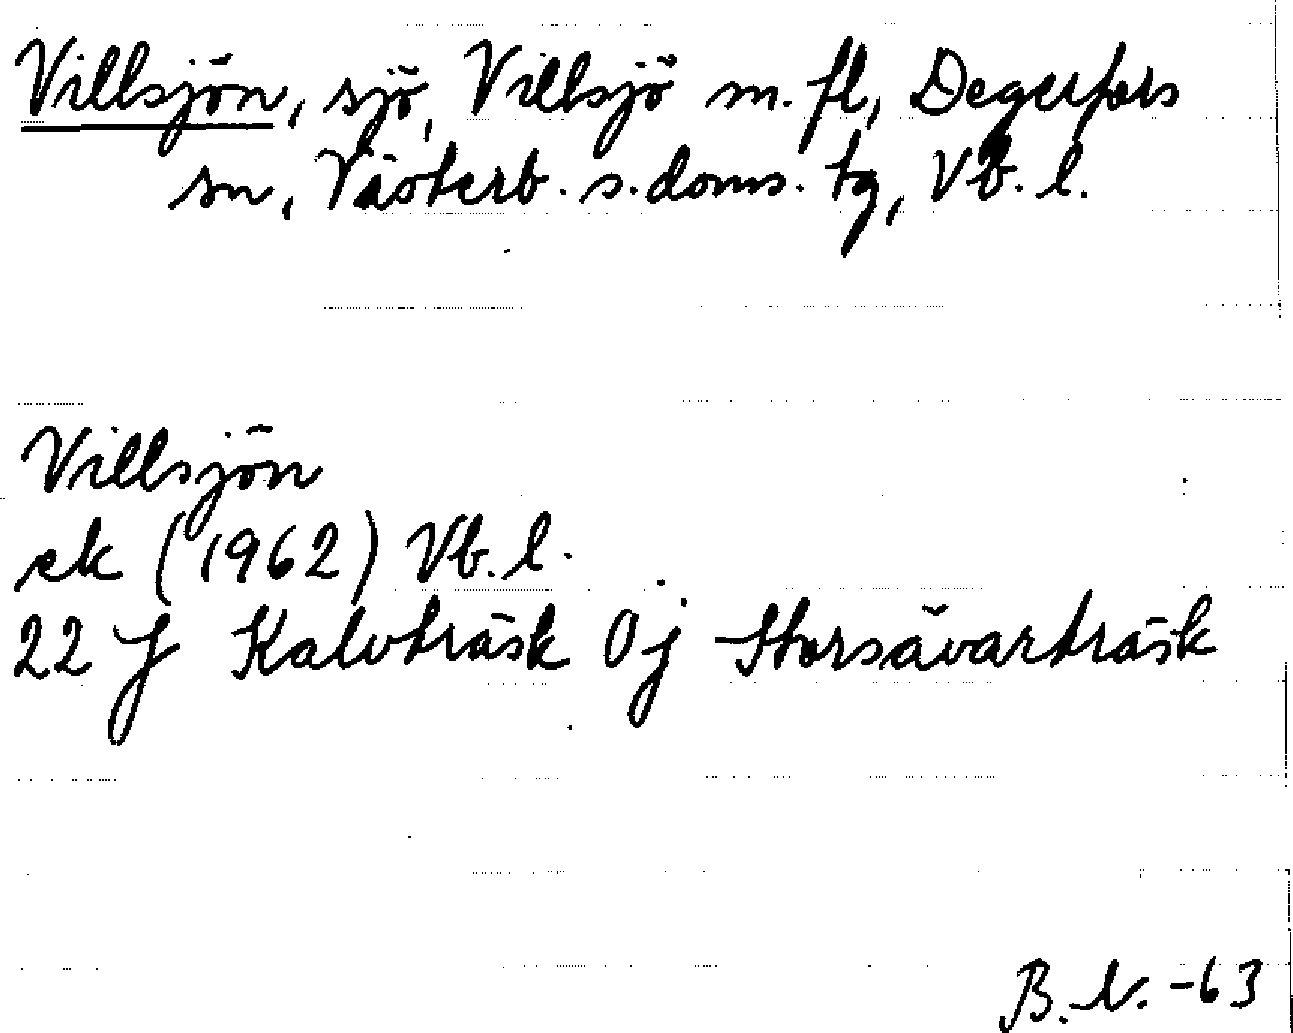 Villsjön, sjö, Villsjö m. fl, Degerfors
sn, Västerb. s. doms. tg, Vb. l.
Villsjön
ek (1962) Vb. l.
22 J Kalvträsk 0j Storsävarträsk
B. N. -63